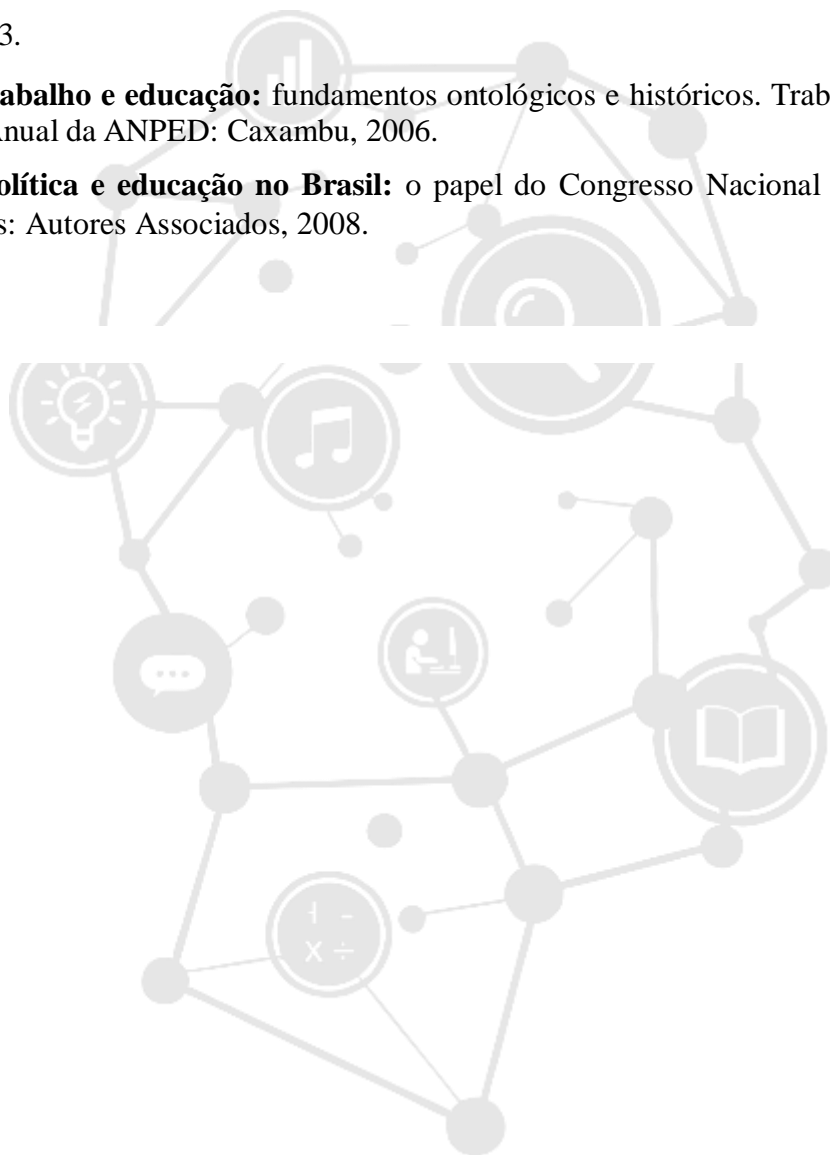 3.
abalho e educação: fundamentos ontológicos e históricos. Trab
Anual da ANPED: Caxambu, 2006.
olítica e educação no Brasil: o papel do Congresso Nacional
s: Autores Associados, 2008.
+ -
x ÷